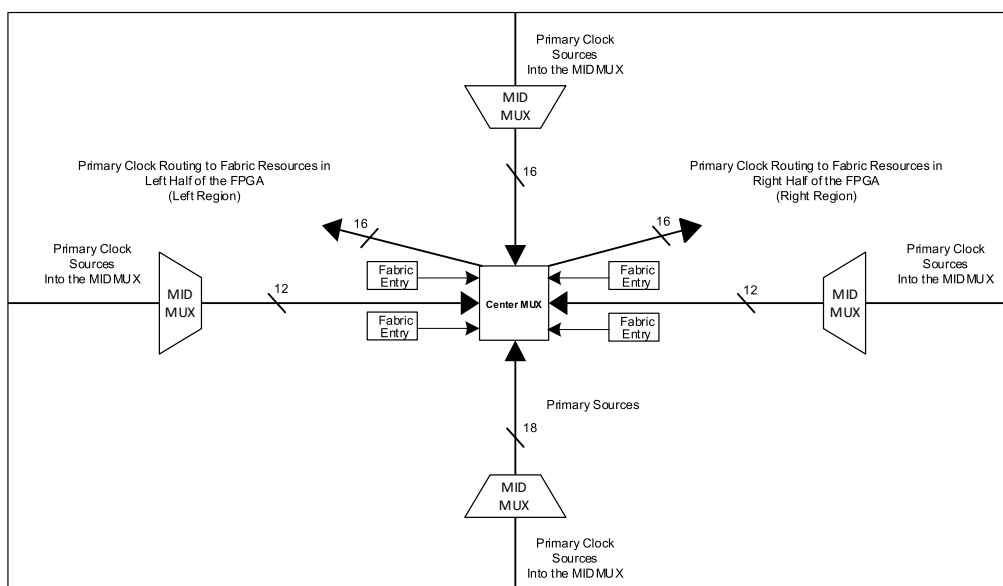 Primary Clock
Sources
Into the MIDMUX
MID
MUX
16
Primary Clock Routing to Fabric Resources in
Left Half of the FPGA
(Left Region)
Primary Clock Routing to Fabric Resources in
Right Half of the FPGA
(Right Region)
16
16
Primary Clock
Sources
Into the MIDMUX
MID
MUX
12
Fabric
Entry
Fabric
Entry
Center MUX
Fabric
Entry
Fabric
Entry
12
MID
MUX
Primary Clock
Sources
Into the MIDMUX
Primary Sources
18
MID
MUX
Primary Clock
Sources
Into the MIDMUX